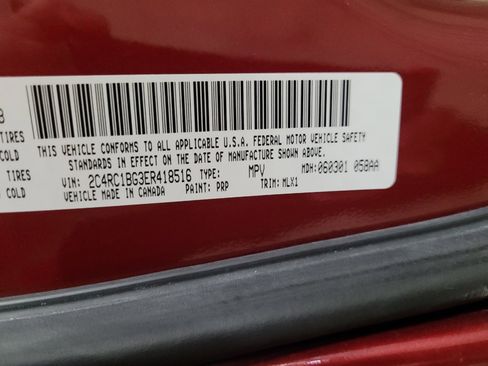 TIRES
COLD
TIRES
COLD
THIS VEHICLE CONFORMS TO ALL APPLICABLE U.S.A. FEDERAL MOTOR VEHICLE SAFETY
STANDARDS IN EFFECT ON THE DATE OF MANUFACTURE SHOWN ABOVE.
VIN: 2C4RC1BG3ER418516 TYPE: MPV MDH: 060301 058AA
VEHICLE MADE IN CANADA PAINT: PRP TRIM: MLX1